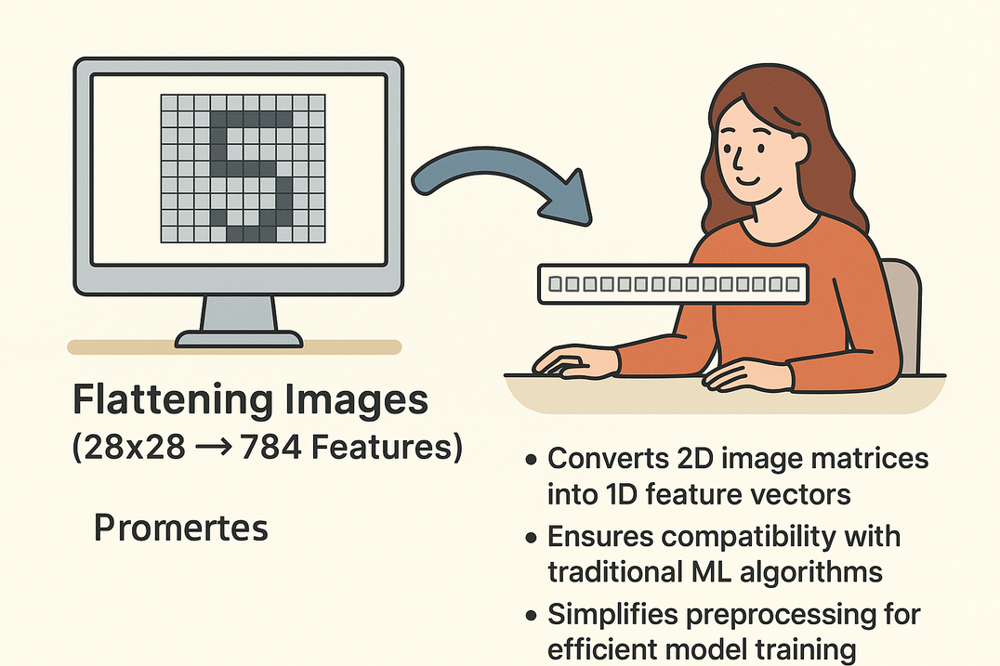 Flattening Images
(28x28 → 784 Features)
Promertes
• Converts 2D image matrices
into 1D feature vectors
• Ensures compatibility with
traditional ML algorithms
• Simplifies preprocessing for
efficient model training